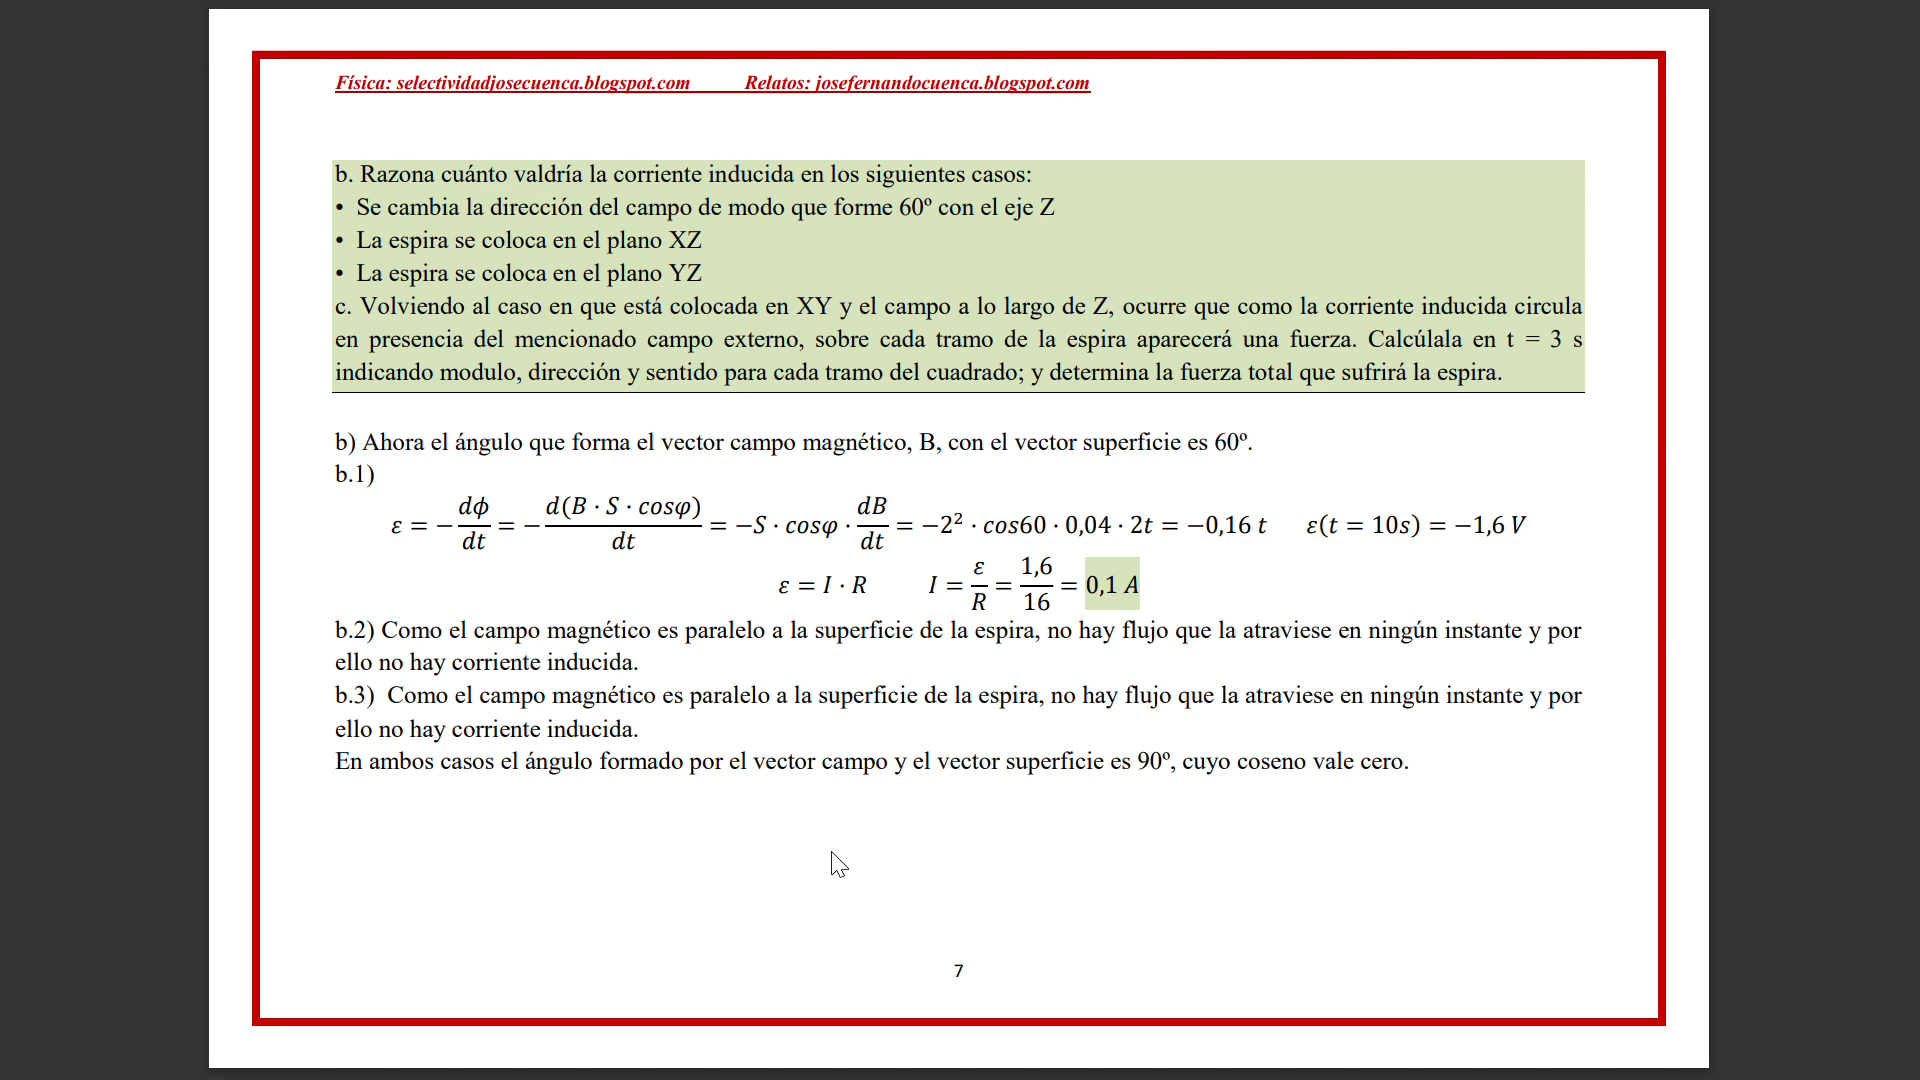 Física: selectividadjosecuenca.blogspot.com Relatos: josefernandocuenca.blogspot.com
b. Razona cuánto valdría la corriente inducida en los siguientes casos:
• Se cambia la dirección del campo de modo que forme 60º con el eje Z
• La espira se coloca en el plano XZ
• La espira se coloca en el plano YZ
c. Volviendo al caso en que está colocada en XY y el campo a lo largo de Z, ocurre que como la corriente inducida circula
en presencia del mencionado campo externo, sobre cada tramo de la espira aparecerá una fuerza. Calcúlala en t = 3 s
indicando modulo, dirección y sentido para cada tramo del cuadrado; y determina la fuerza total que sufrirá la espira.
b) Ahora el ángulo que forma el vector campo magnético, B, con el vector superficie es 60º.
b.1)
ε = −dϕ/dt = −d(B · S · cosφ)/dt = −S · cosφ · dB/dt = −2² · cos60 · 0,04 · 2t = −0,16 t ε(t = 10s) = −1,6 V
ε = I · R I = ε/R = 1,6/16 = 0,1 A
b.2) Como el campo magnético es paralelo a la superficie de la espira, no hay flujo que la atraviese en ningún instante y por
ello no hay corriente inducida.
b.3) Como el campo magnético es paralelo a la superficie de la espira, no hay flujo que la atraviese en ningún instante y por
ello no hay corriente inducida.
En ambos casos el ángulo formado por el vector campo y el vector superficie es 90º, cuyo coseno vale cero.
7